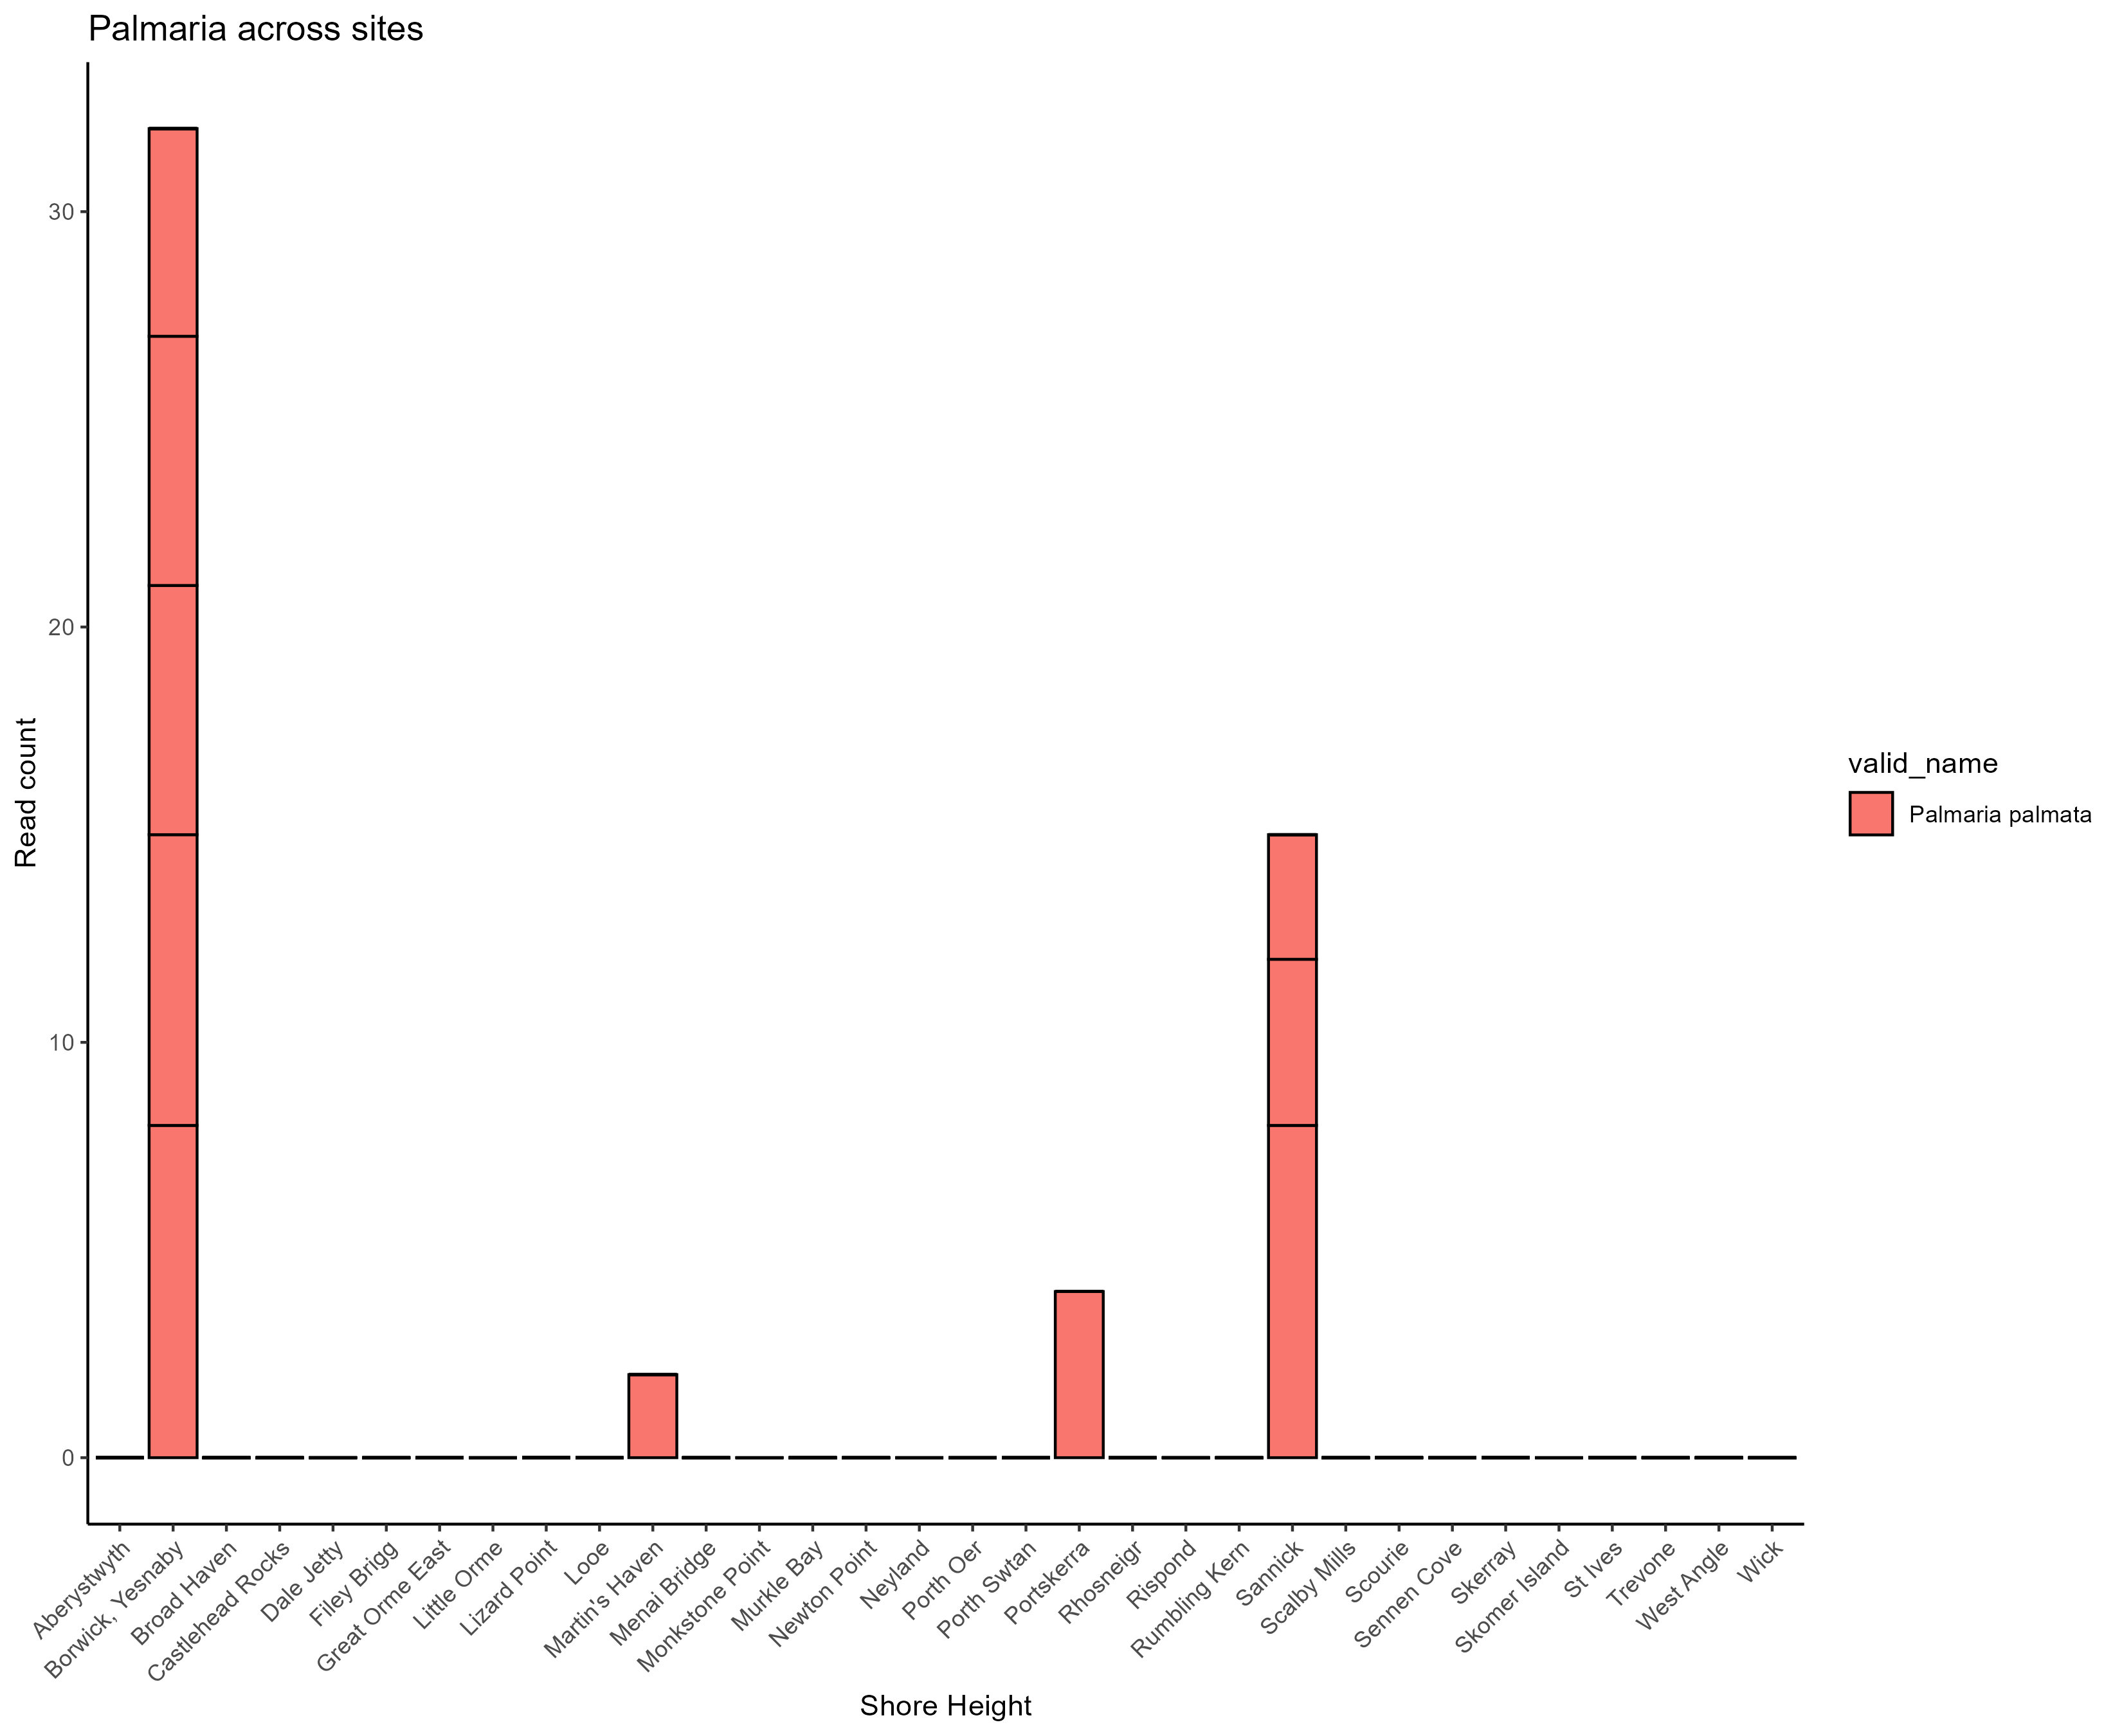 Palmaria across sites
Read count
30
20
10
0
Aberystwyth
Borwick, Yesnaby
Broad Haven
Castlehead Rocks
Dale Jetty
Filey Brigg
Great Orme East
Little Orme
Lizard Point
Looe
Martin's Haven
Menai Bridge
Monkstone Point
Murkle Bay
Newton Point
Neyland
Porth Oer
Porth Swtan
Portskerra
Rhosneigr
Rispond
Rumbling Kern
Sannick
Scalby Mills
Scourie
Sennen Cove
Skerray
Skomer Island
St Ives
Trevone
West Angle
Wick
Shore Height
valid_name
Palmaria palmata